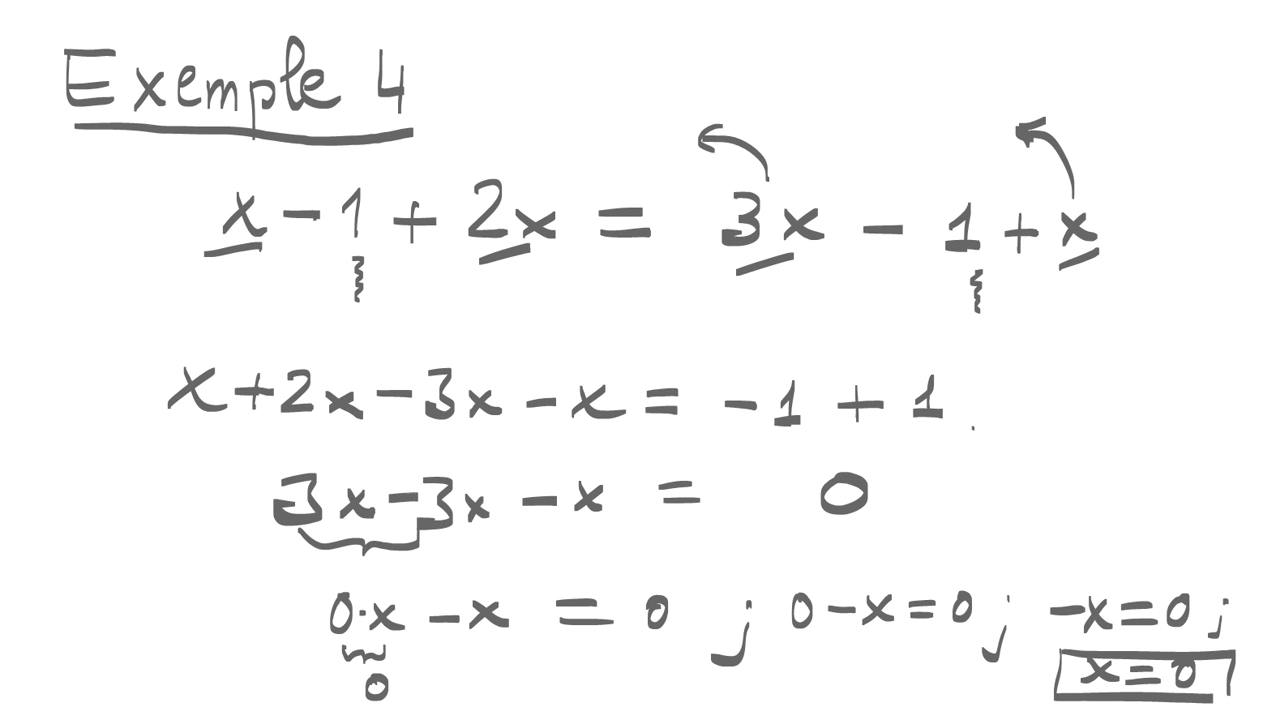 Exemple 4
x - 1 + 2x = 3x - 1 + x
x + 2x - 3x - x = -1 + 1.
3x - 3x - x = 0
0·x - x = 0 ; 0 - x = 0 ; -x = 0 ;
0
x = 0